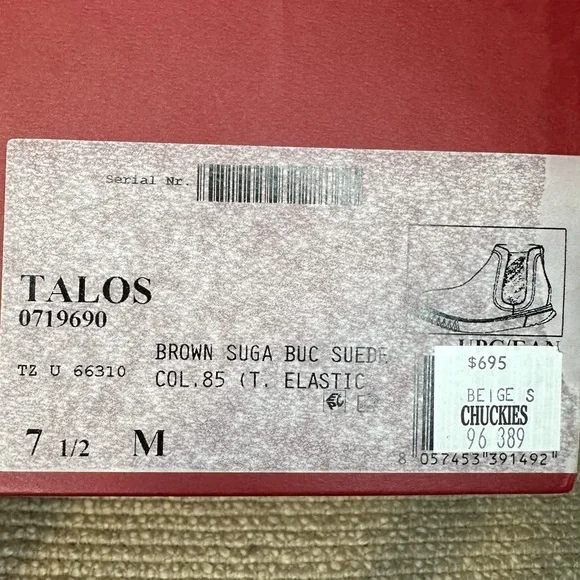 Serial Nr.
TALOS
0719690
TZ U 66310
BROWN SUGA BUC SUEDE
COL.85 (T. ELASTIC
7 1/2 M
UPC/EAN
$695
BEIGE S
CHUCKIES
96 389
8 057453 391492